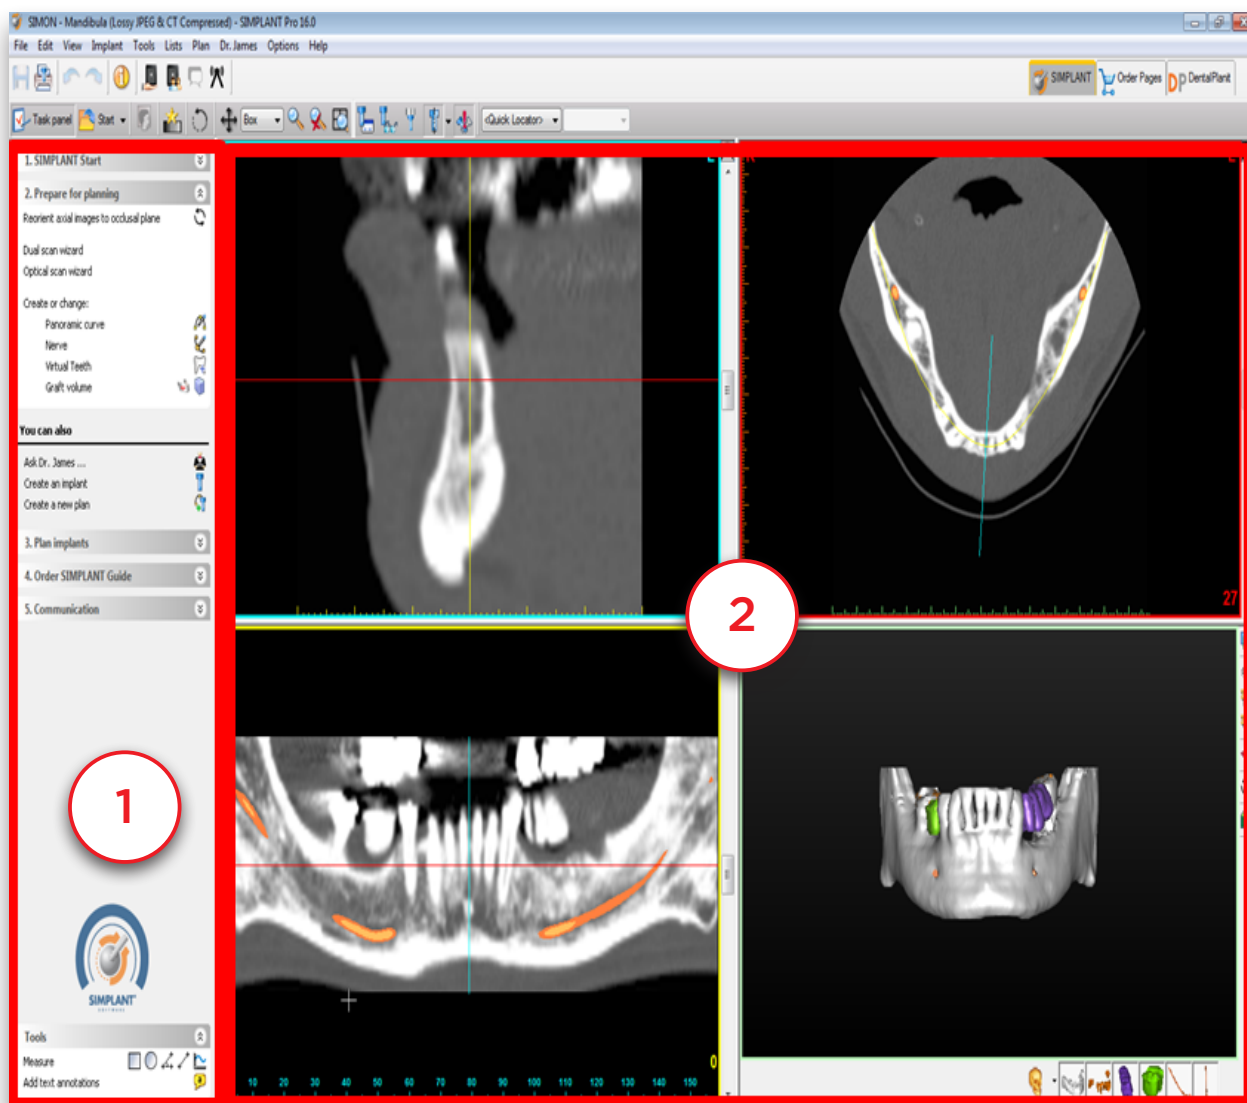 SIMON - Mandibula (Lossy JPEG & CT Compressed) - SIMPLANT Pro 16.0
File Edit View Implant Tools Lists Plan Dr. James Options Help
SIMPLANT Order Pages DentalPlant
Task panel Start Box <Quick Locator>
1. SIMPLANT Start
2. Prepare for planning
Reorient axial images to occlusal plane
Dual scan wizard
Optical scan wizard
Create or change:
Panoramic curve
Nerve
Virtual Teeth
Graft volume
You can also
Ask Dr. James ...
Create an implant
Create a new plan
3. Plan implants
4. Order SIMPLANT Guide
5. Communication
27
2
1
SIMPLANT
SOFTWARE
Tools
Measure
Add text annotations
0
10 20 30 40 50 60 70 80 90 100 110 120 130 140 150